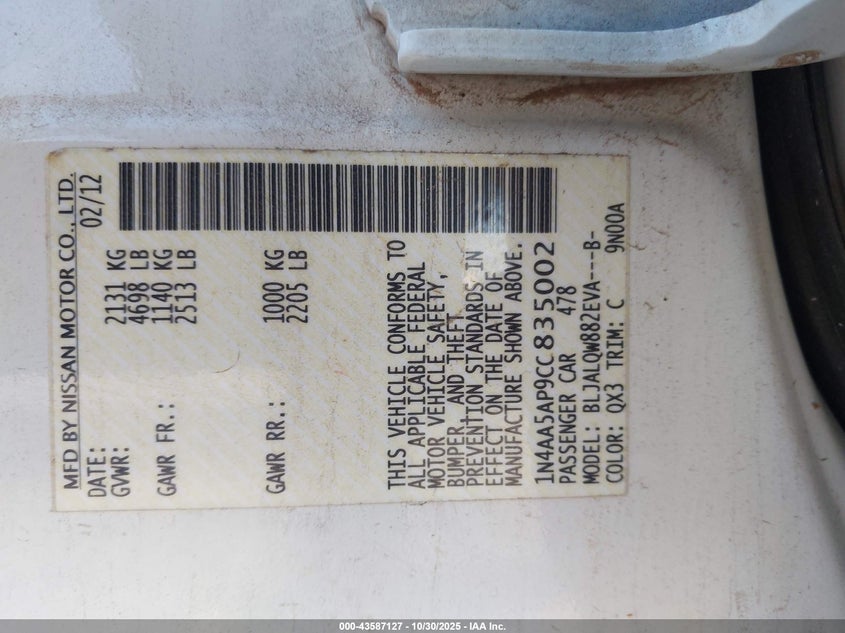 MFD BY NISSAN MOTOR CO., LTD.
DATE: 02/12
GVWR: 2131 KG
4698 LB
GAWR FR.: 1140 KG
2513 LB
GAWR RR.: 1000 KG
2205 LB
THIS VEHICLE CONFORMS TO
ALL APPLICABLE FEDERAL
MOTOR VEHICLE SAFETY,
BUMPER, AND THEFT
PREVENTION STANDARDS IN
EFFECT ON THE DATE OF
MANUFACTURE SHOWN ABOVE.
1N4AA5AP9CC835002
PASSENGER CAR 478
MODEL: BLJALQW882EVA---B-
COLOR: QX3 TRIM: C 9N00A
000-43587127 - 10/30/2025 - IAA Inc.